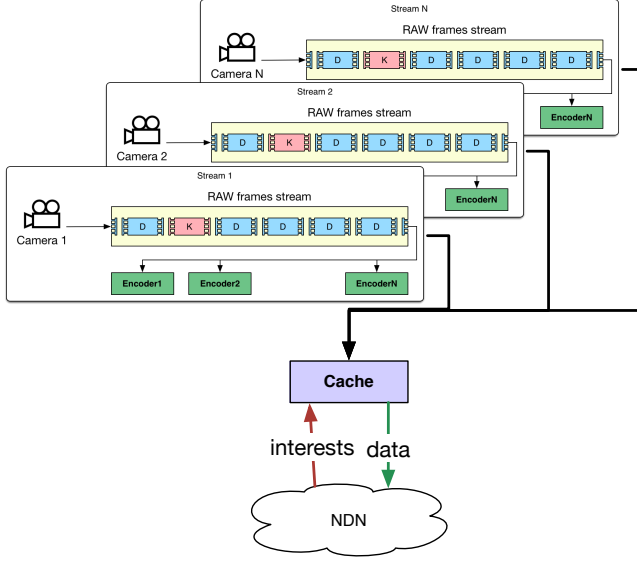 Stream N
RAW frames stream
Camera N
D K D D D D
EncoderN
Stream 2
RAW frames stream
Camera 2
D K D D D D
EncoderN
Stream 1
RAW frames stream
Camera 1
D K D D D D
Encoder1 Encoder2 EncoderN
Cache
interests data
NDN